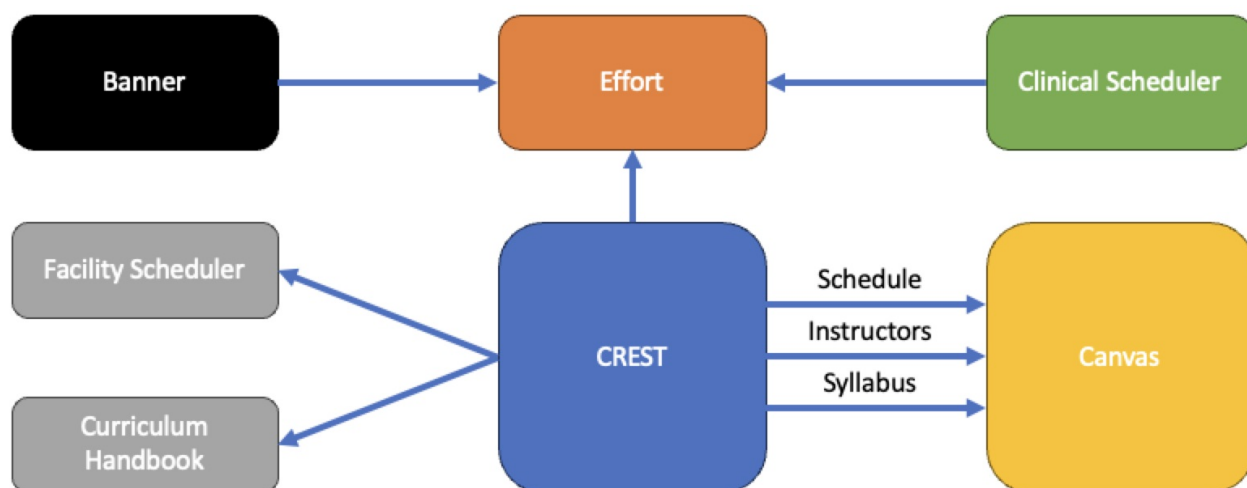 Banner
Effort
Clinical Scheduler
Facility Scheduler
CREST
Schedule
Instructors
Syllabus
Canvas
Curriculum
Handbook